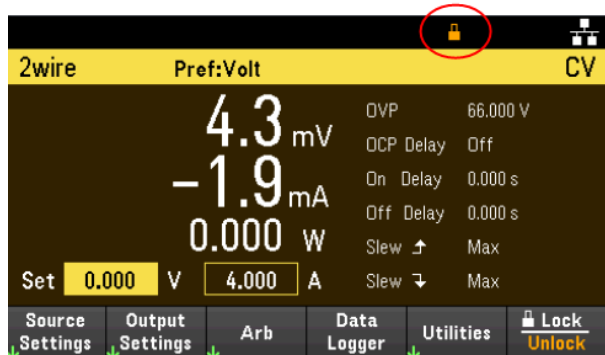 2wire Pref:Volt CV
4.3 mV
−1.9 mA
0.000 W
OVP 66.000 V
OCP Delay Off
On Delay 0.000 s
Off Delay 0.000 s
Slew Max
Slew Max
Set 0.000 V 4.000 A
Source Settings
Output Settings
Arb
Data Logger
Utilities
Lock
Unlock